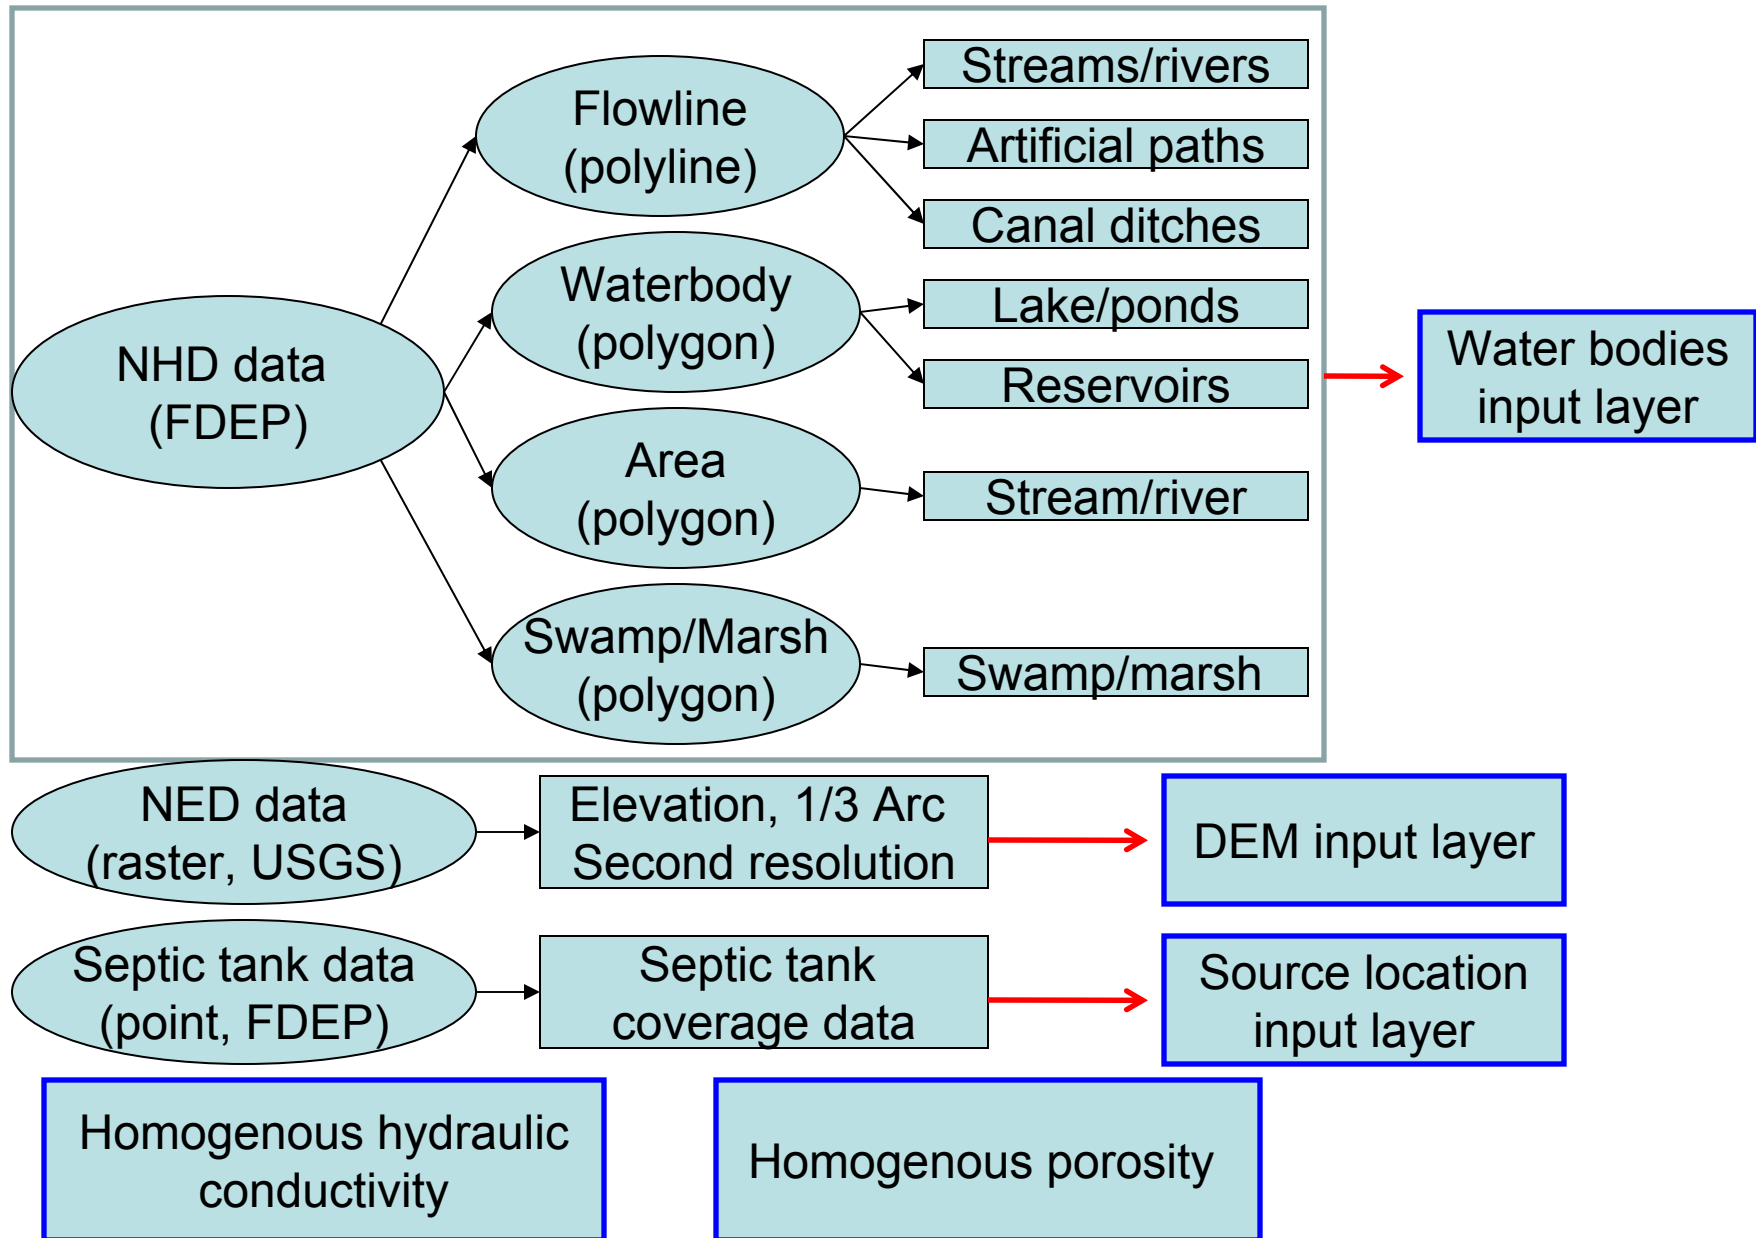 Flowline
(polyline)
Streams/rivers
Artificial paths
Canal ditches
Waterbody
(polygon)
Lake/ponds
Reservoirs
NHD data
(FDEP)
Water bodies
input layer
Area
(polygon)
Stream/river
Swamp/Marsh
(polygon)
Swamp/marsh
NED data
(raster, USGS)
Elevation, 1/3 Arc
Second resolution
DEM input layer
Septic tank data
(point, FDEP)
Septic tank
coverage data
Source location
input layer
Homogenous hydraulic
conductivity
Homogenous porosity